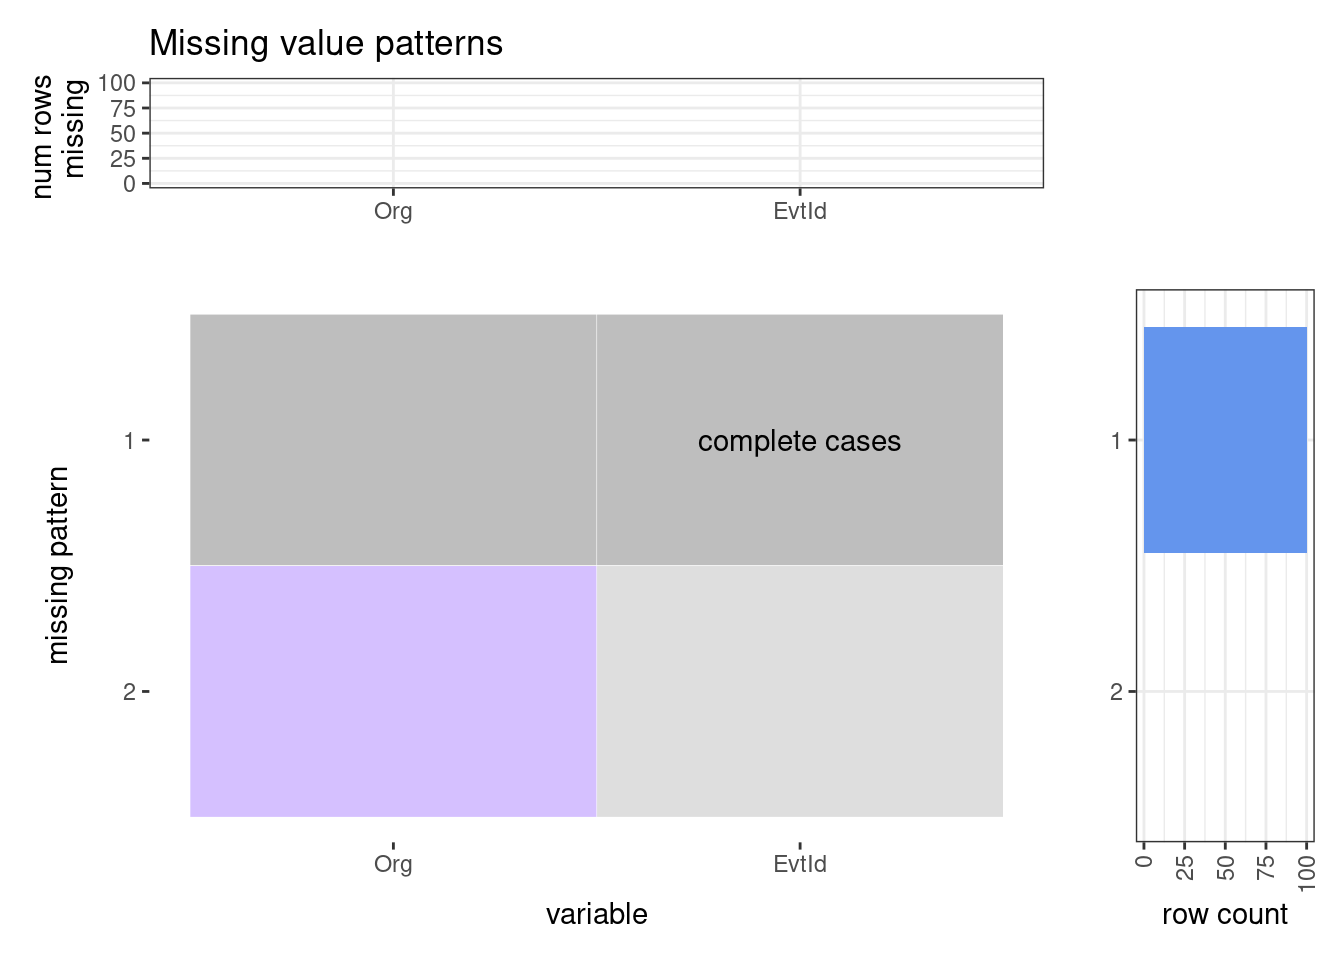 Missing value patterns
num rows
missing
100
75
50
25
0
Org
EvtId
missing pattern
1
2
complete cases
Org
EvtId
variable
1
2
0
25
50
75
100
row count